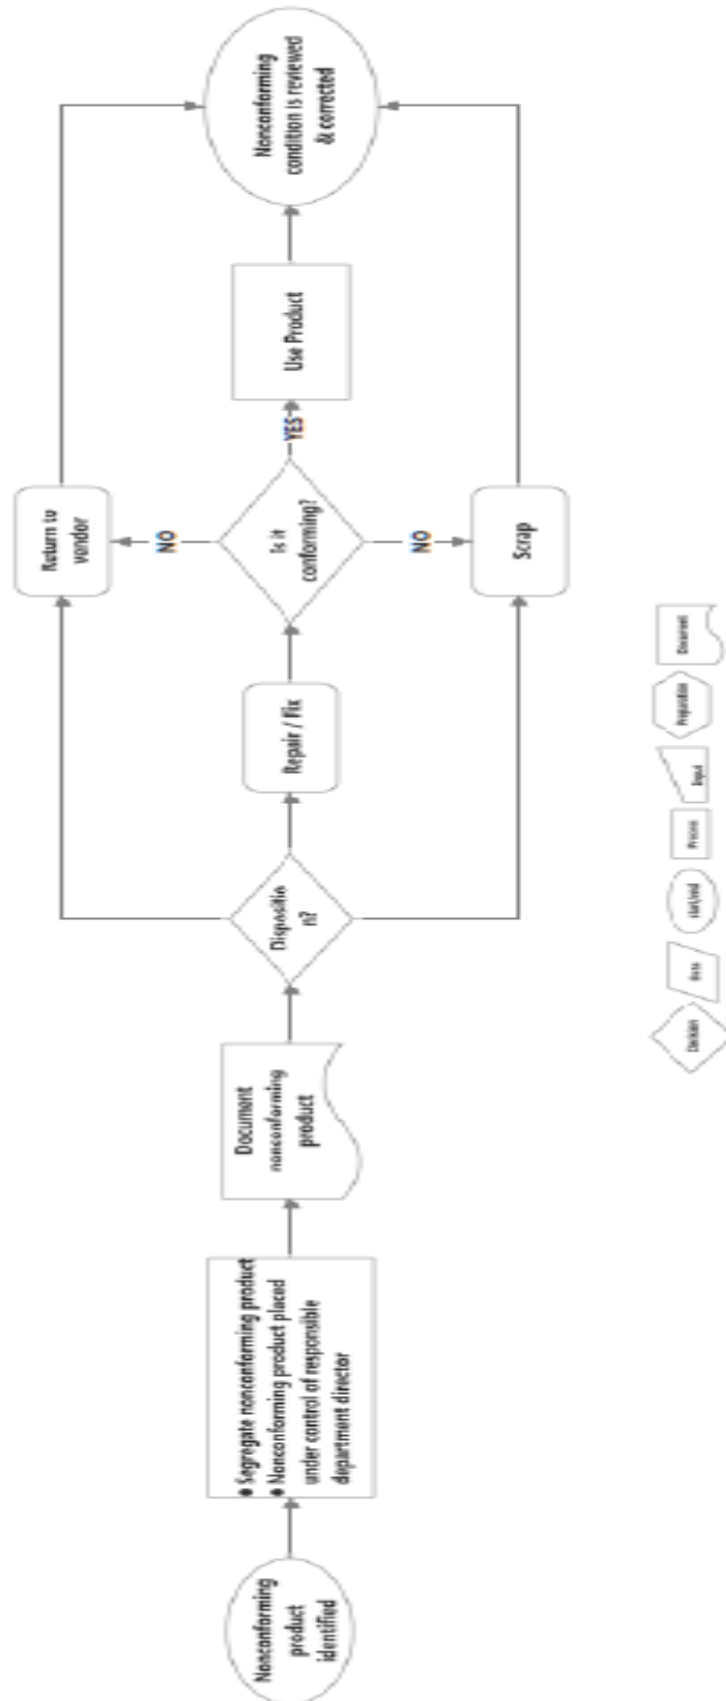 Nonconforming
product
identified
● Segregate nonconforming product
● Nonconforming product placed
under control of responsible
department director
Document
nonconforming
product
Dispositio
n?
Repair / Fix
Is it
conforming?
NO
NO
YES
Return to
vendor
Scrap
Use Product
Nonconforming
condition is reviewed
& corrected
Decision
Data
start/end
Process
Input
Preparation
Document